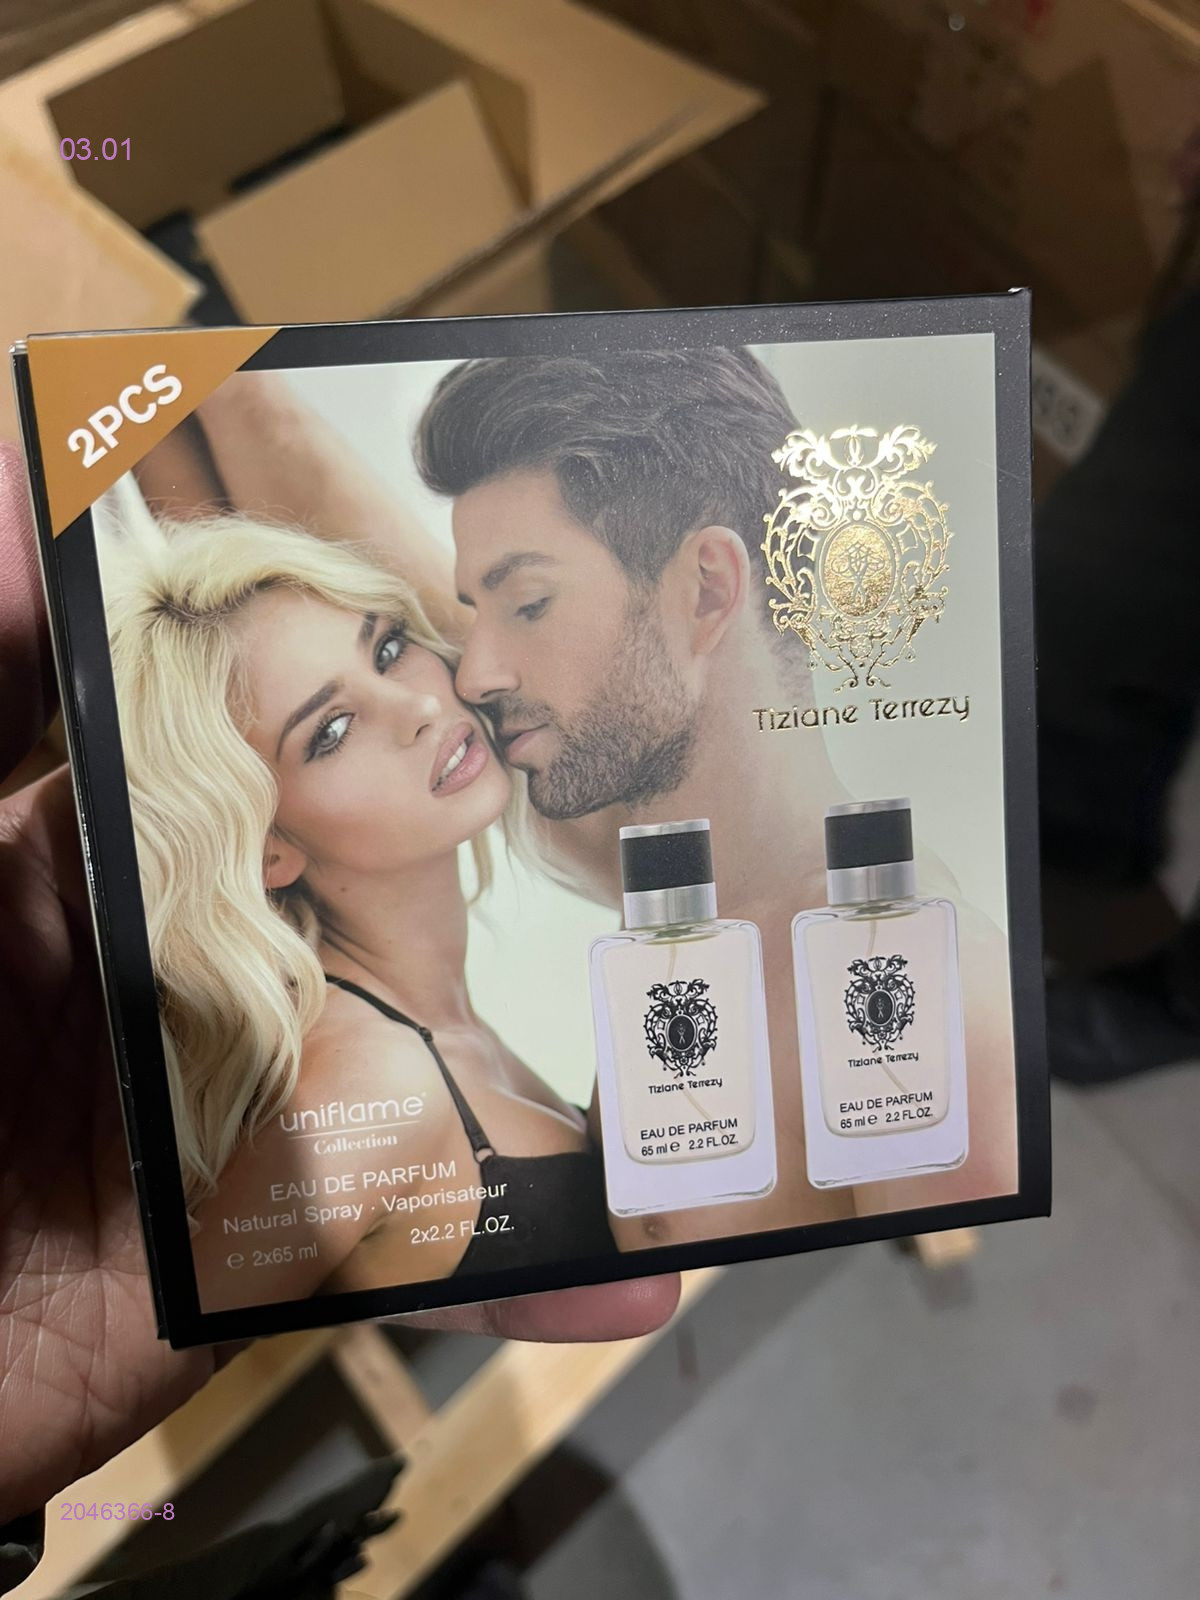 03.01
2PCS
Tiziane Terrezy
Tiziane Terrezy
EAU DE PARFUM
65 ml e 2.2 FL.OZ.
Tiziane Terrezy
EAU DE PARFUM
65 ml e 2.2 FL.OZ.
uniflame®
Collection
EAU DE PARFUM
Natural Spray . Vaporisateur
e 2x65 ml 2x2.2 FL.OZ.
2046366-8